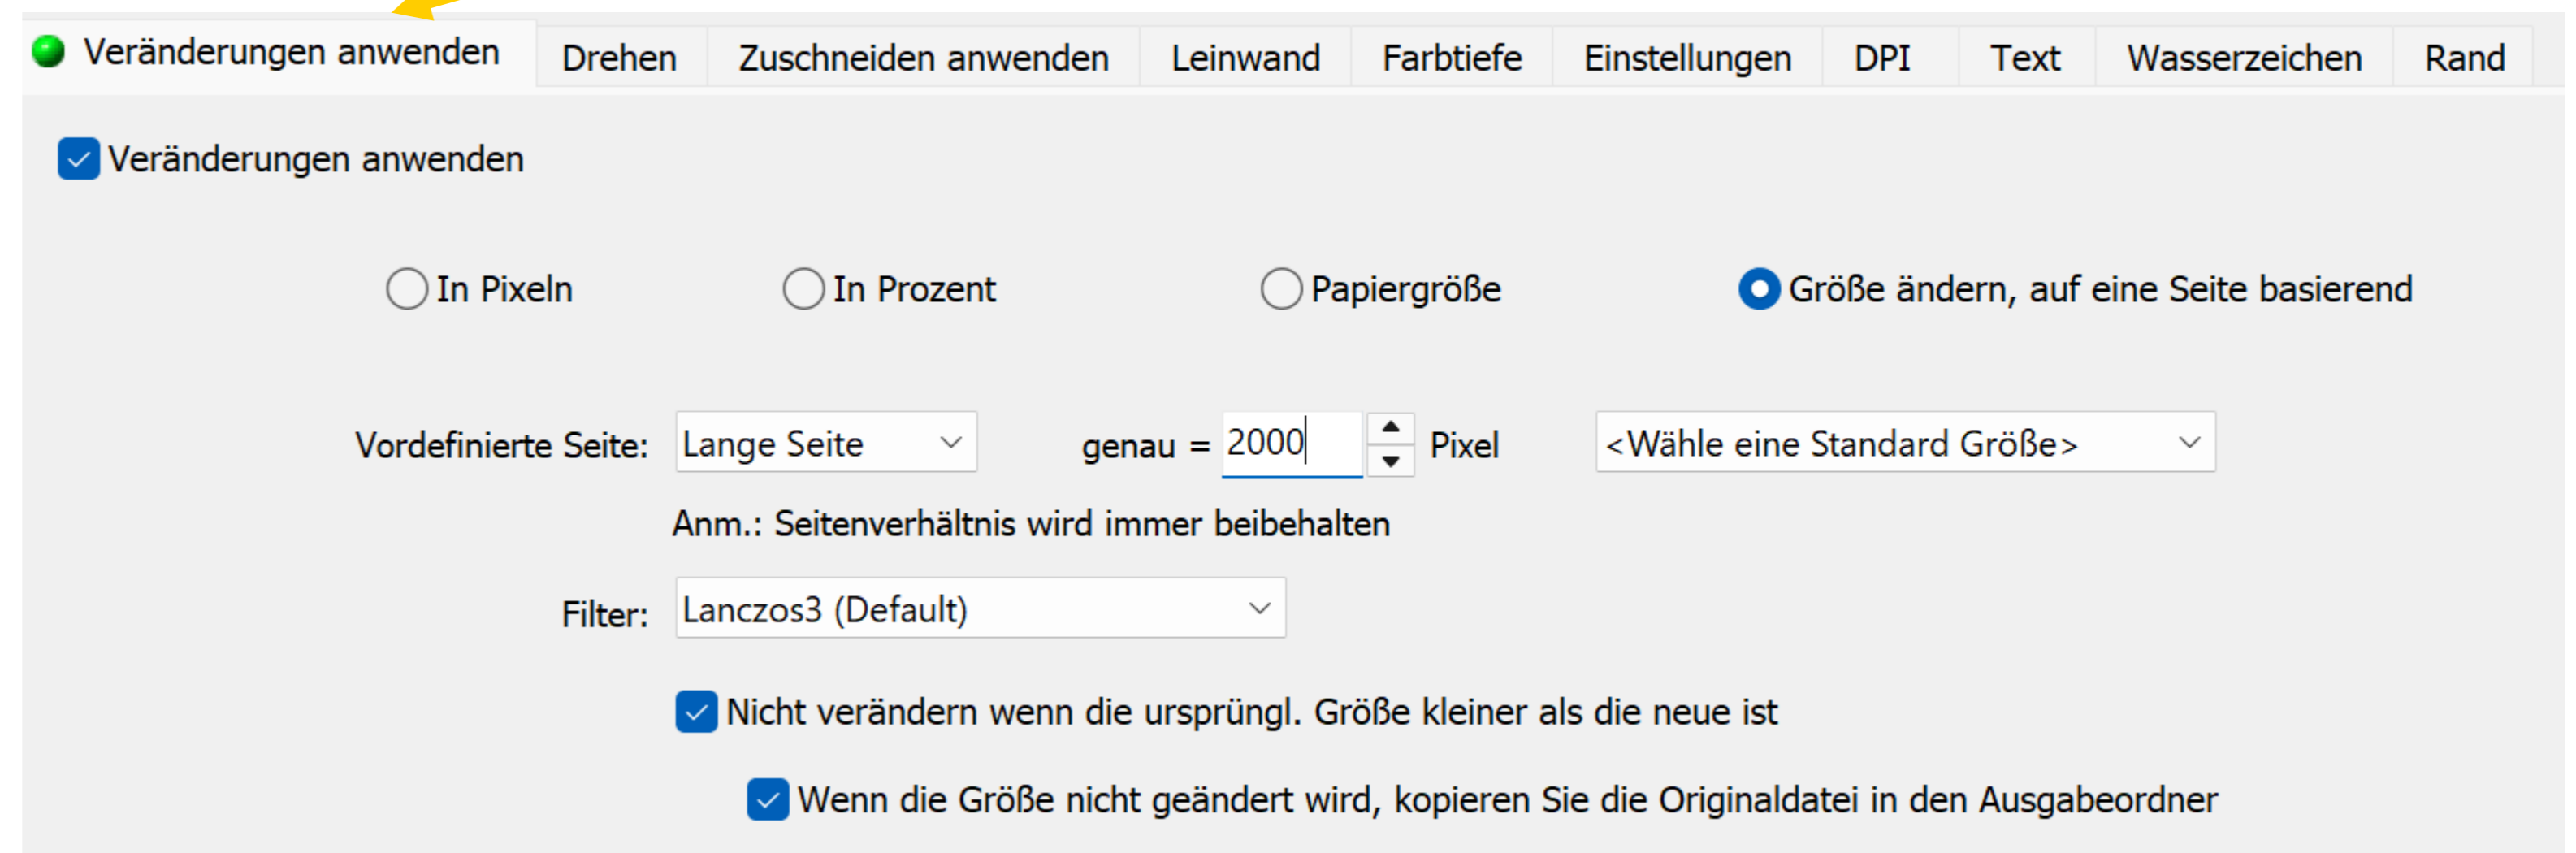 Veränderungen anwenden Drehen Zuschneiden anwenden Leinwand Farbtiefe Einstellungen DPI Text Wasserzeichen Rand
Veränderungen anwenden
In Pixeln In Prozent Papiergröße Größe ändern, auf eine Seite basierend
Vordefinierte Seite: Lange Seite genau = 2000 Pixel <Wähle eine Standard Größe>
Anm.: Seitenverhältnis wird immer beibehalten
Filter: Lanczos3 (Default)
Nicht verändern wenn die ursprüngl. Größe kleiner als die neue ist
Wenn die Größe nicht geändert wird, kopieren Sie die Originaldatei in den Ausgabeordner